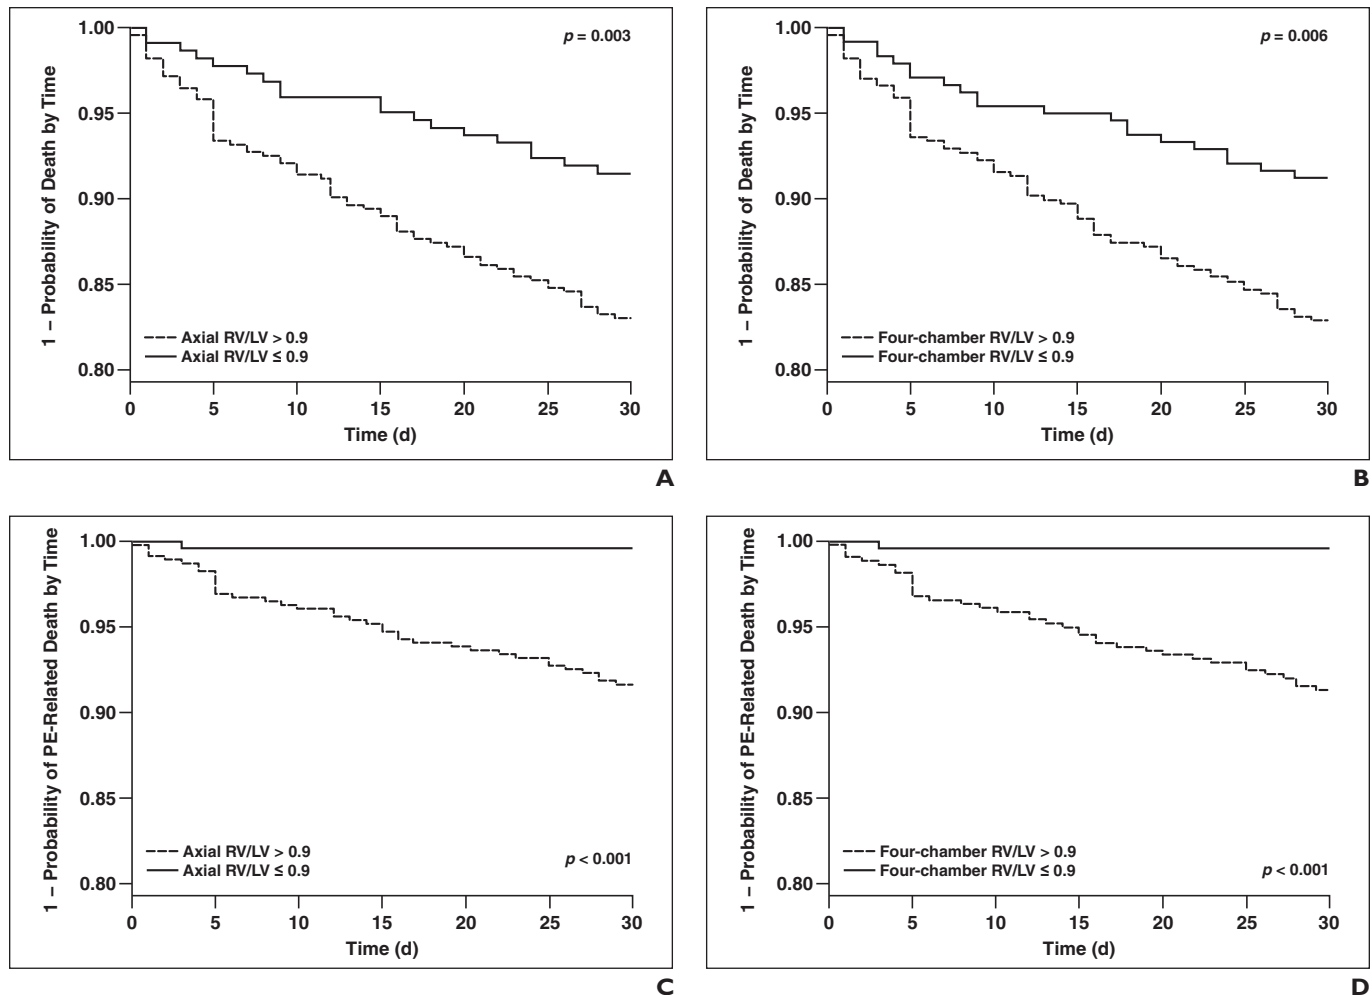 1 – Probability of Death by Time
1.00
0.95
0.90
0.85
0.80
p = 0.003
Axial RV/LV > 0.9
Axial RV/LV ≤ 0.9
0 5 10 15 20 25 30
Time (d)
A
1 – Probability of Death by Time
1.00
0.95
0.90
0.85
0.80
p = 0.006
Four-chamber RV/LV > 0.9
Four-chamber RV/LV ≤ 0.9
0 5 10 15 20 25 30
Time (d)
B
1 – Probability of PE-Related Death by Time
1.00
0.95
0.90
0.85
0.80
Axial RV/LV > 0.9
Axial RV/LV ≤ 0.9
p < 0.001
0 5 10 15 20 25 30
Time (d)
C
1 – Probability of PE-Related Death by Time
1.00
0.95
0.90
0.85
0.80
Four-chamber RV/LV > 0.9
Four-chamber RV/LV ≤ 0.9
p < 0.001
0 5 10 15 20 25 30
Time (d)
D